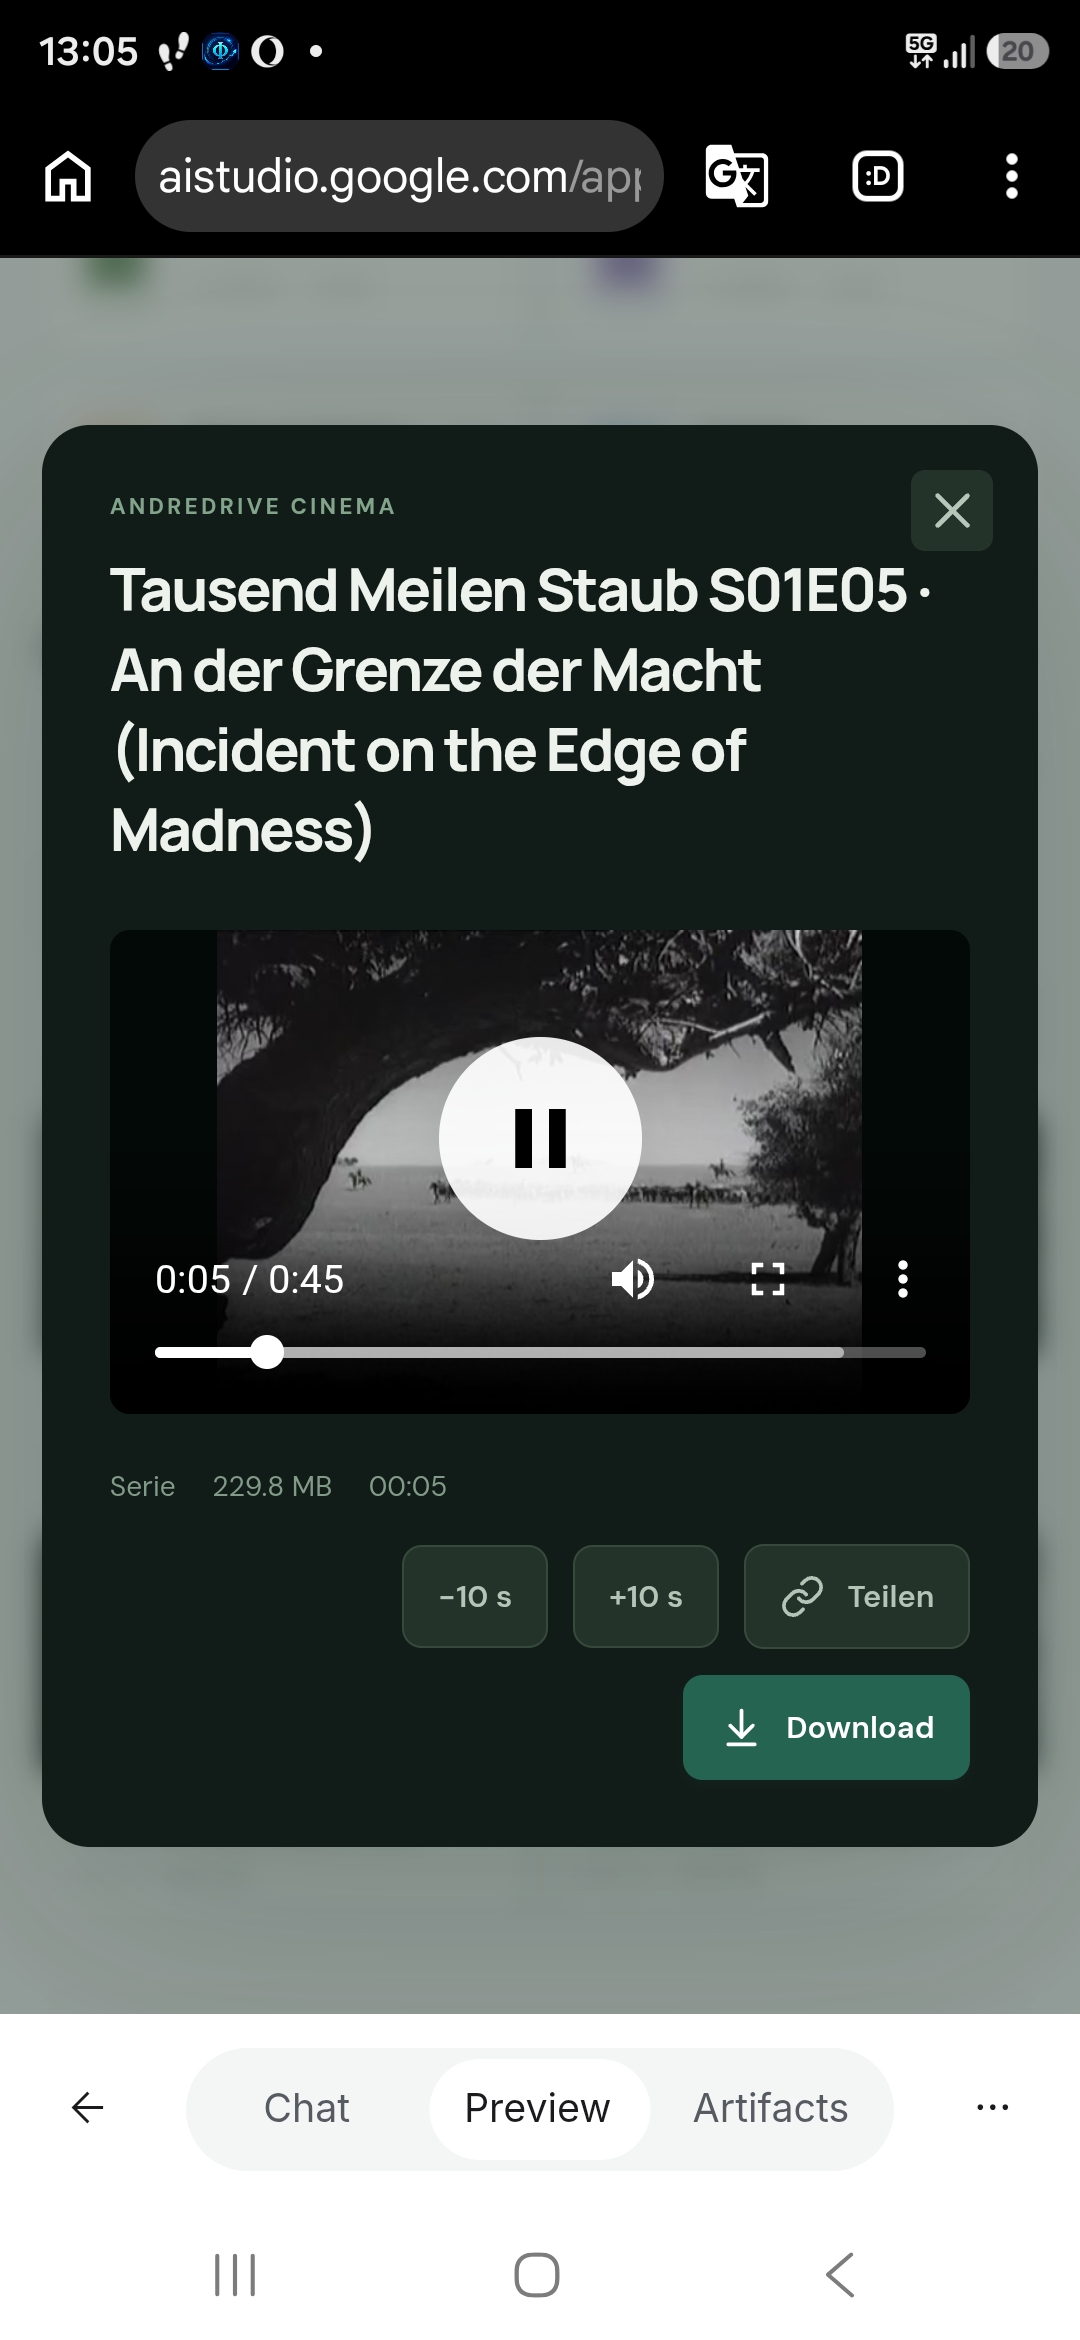 13:05
5G
20
aistudio.google.com/app
:D
ANDREDRIVE CINEMA
Tausend Meilen Staub S01E05 ·
An der Grenze der Macht
(Incident on the Edge of
Madness)
0:05 / 0:45
Serie 229.8 MB 00:05
−10 s +10 s Teilen
Download
Chat Preview Artifacts